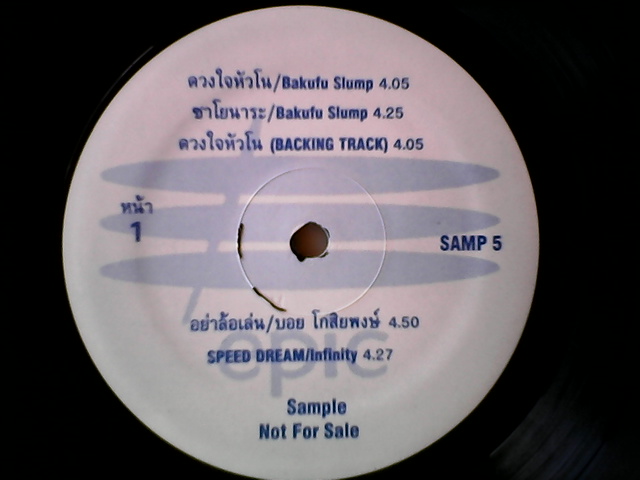 ดวงใจหัวโน/Bakufu Slump 4.05
ซาโยนาระ/Bakufu Slump 4.25
ดวงใจหัวโน (BACKING TRACK) 4.05
หน้า
1
SAMP 5
อย่าล้อเล่น/บอย โกสิยพงษ์ 4.50
SPEED DREAM/Infinity 4.27
epic
Sample
Not For Sale